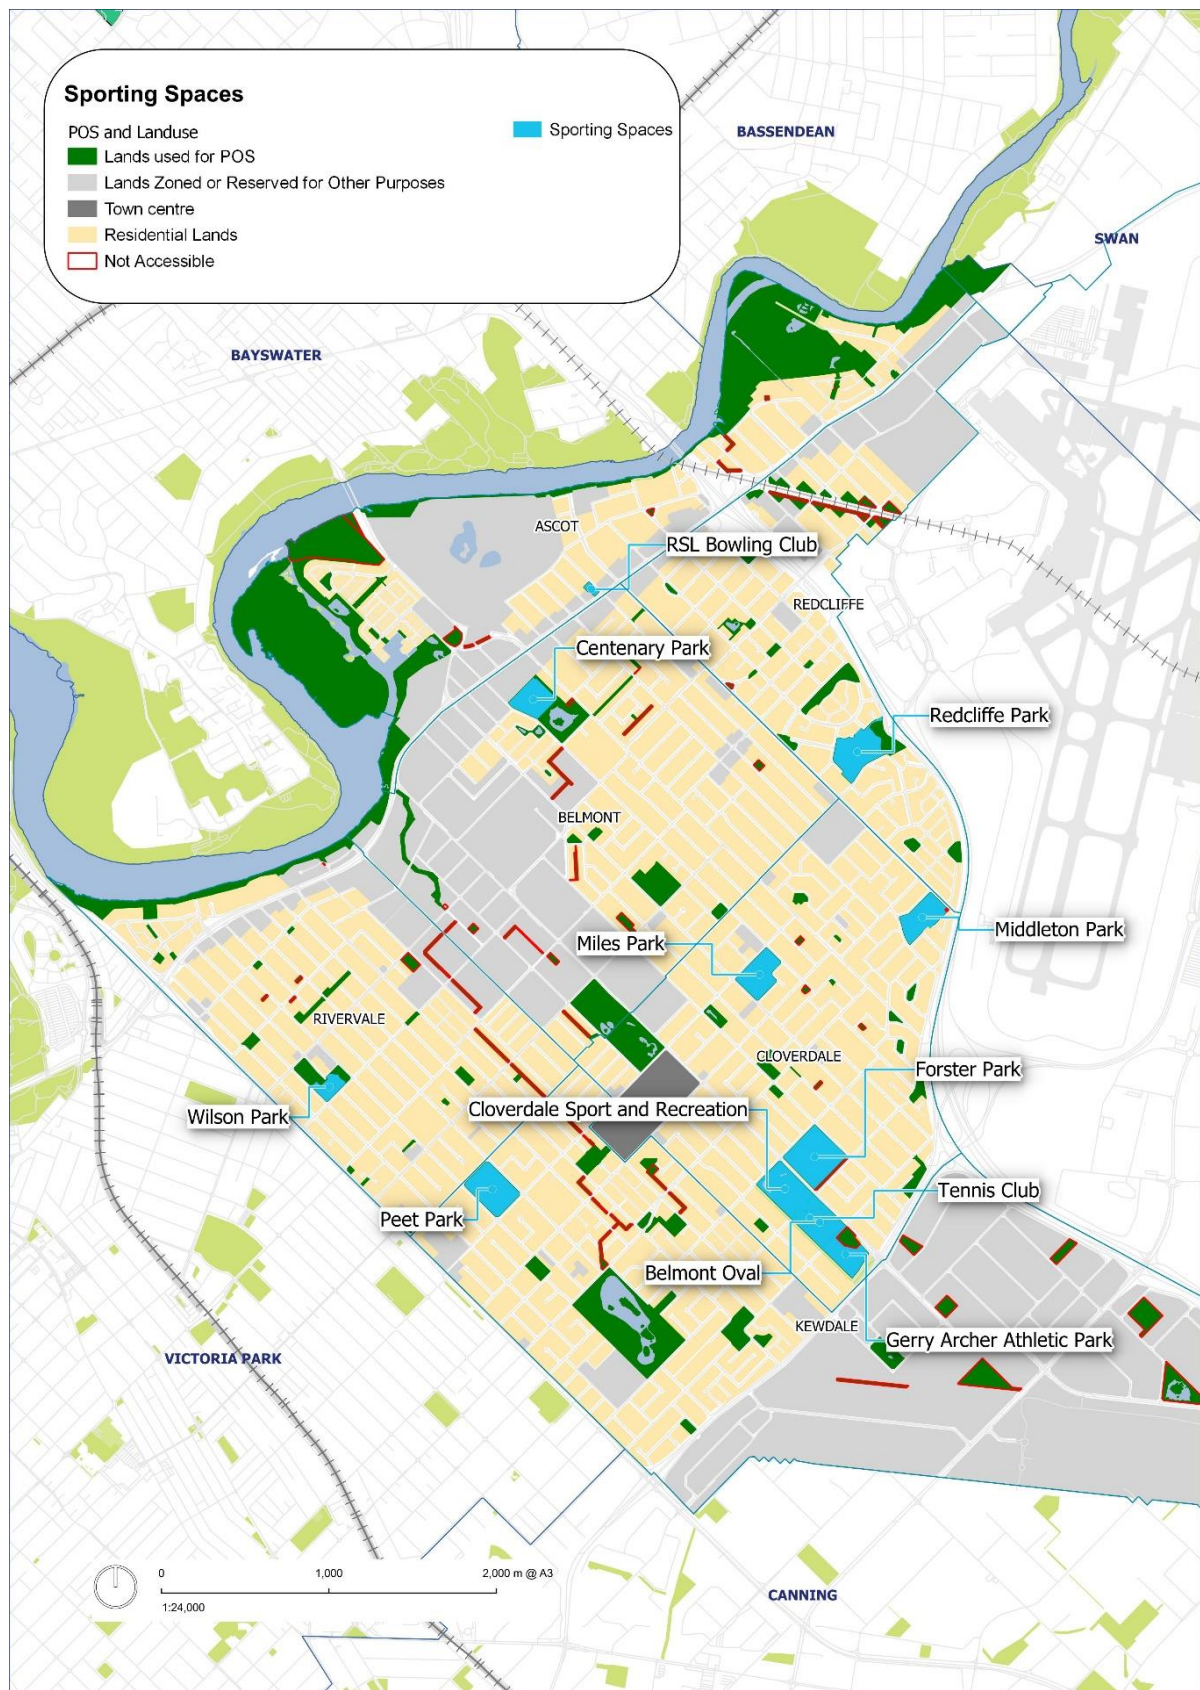 Sporting Spaces
POS and Landuse
Lands used for POS
Lands Zoned or Reserved for Other Purposes
Town centre
Residential Lands
Not Accessible
Sporting Spaces
BASSENDEAN
SWAN
BAYSWATER
ASCOT
RSL Bowling Club
REDCLIFFE
Centenary Park
Redcliffe Park
BELMONT
Middleton Park
Miles Park
RIVERVALE
CLOVERDALE
Forster Park
Wilson Park
Cloverdale Sport and Recreation
Tennis Club
Peet Park
Belmont Oval
KEWDALE
Gerry Archer Athletic Park
VICTORIA PARK
0 1,000 2,000 m @ A3
1:24,000
CANNING